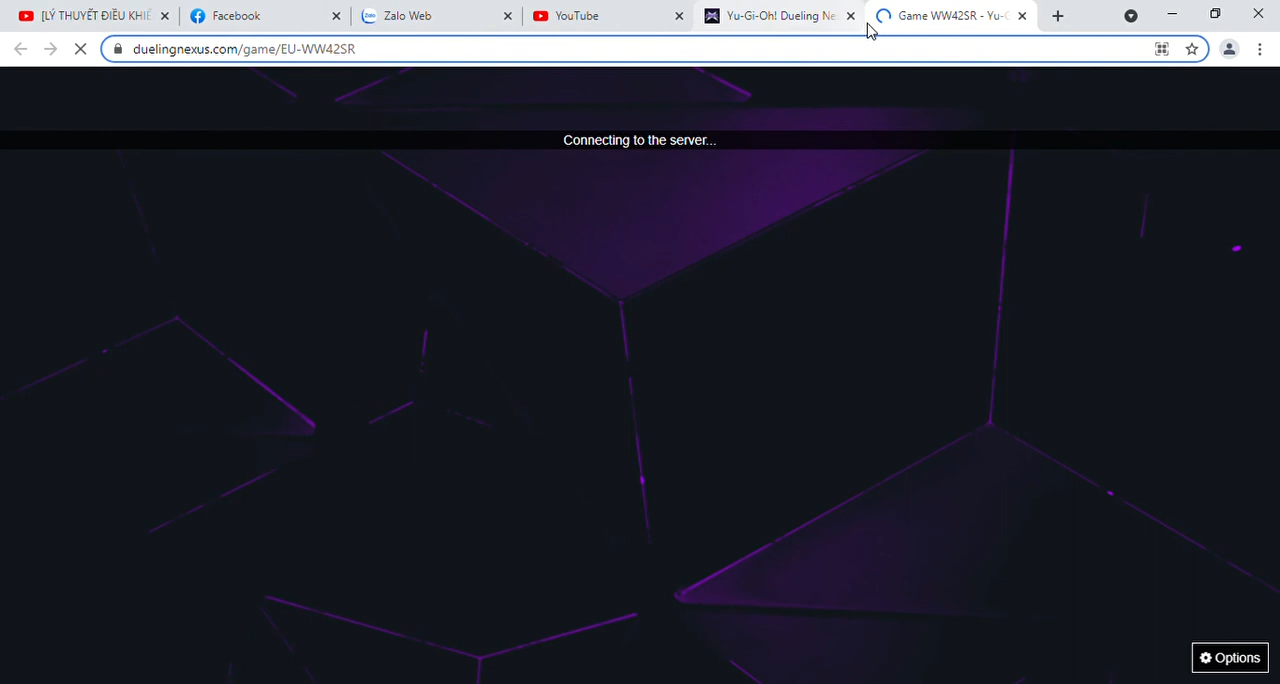 [LÝ THUYẾT ĐIỀU KHIỂ
Facebook
Zalo Web
YouTube
Yu-Gi-Oh! Dueling Ne
Game WW42SR - Yu-G
duelingnexus.com/game/EU-WW42SR
Connecting to the server...
Options